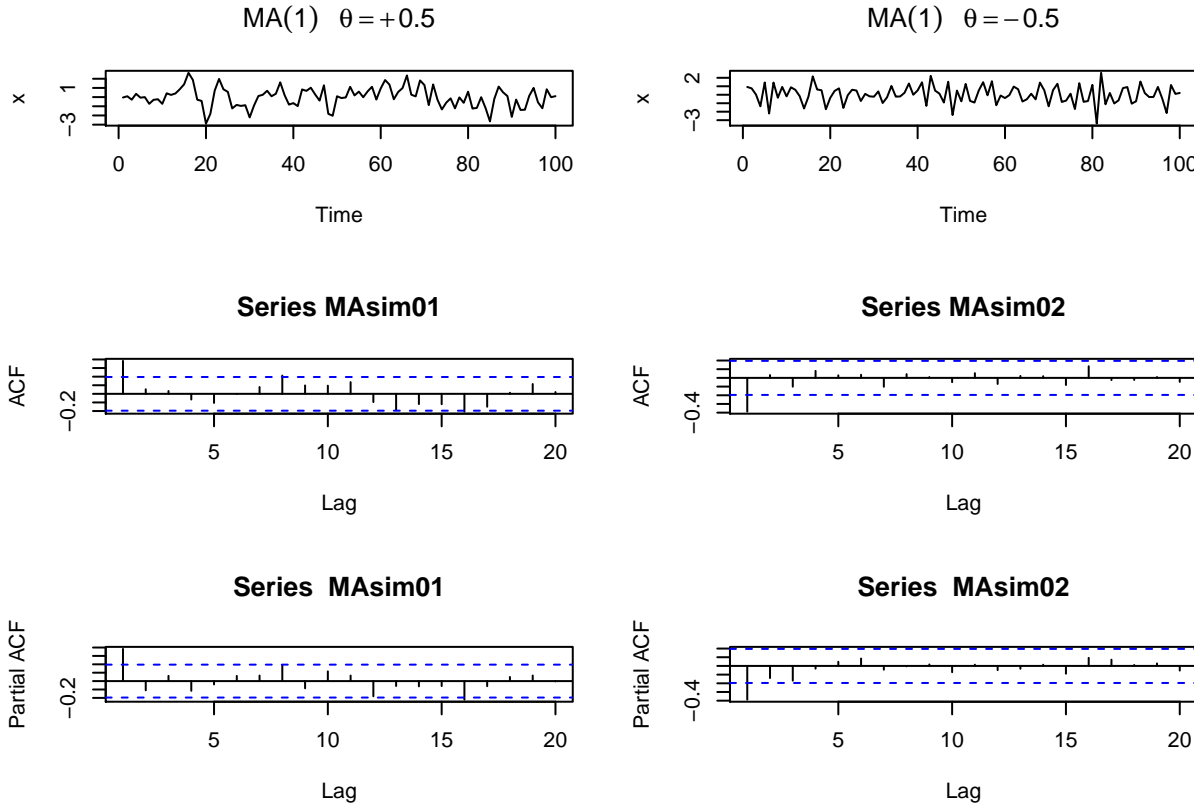 MA(1) θ = +0.5
x
1
−3
0 20 40 60 80 100
Time
MA(1) θ = −0.5
x
2
−3
0 20 40 60 80 100
Time
Series MAsim01
ACF
−0.2
5 10 15 20
Lag
Series MAsim02
ACF
−0.4
5 10 15 20
Lag
Series MAsim01
Partial ACF
−0.2
5 10 15 20
Lag
Series MAsim02
Partial ACF
−0.4
5 10 15 20
Lag